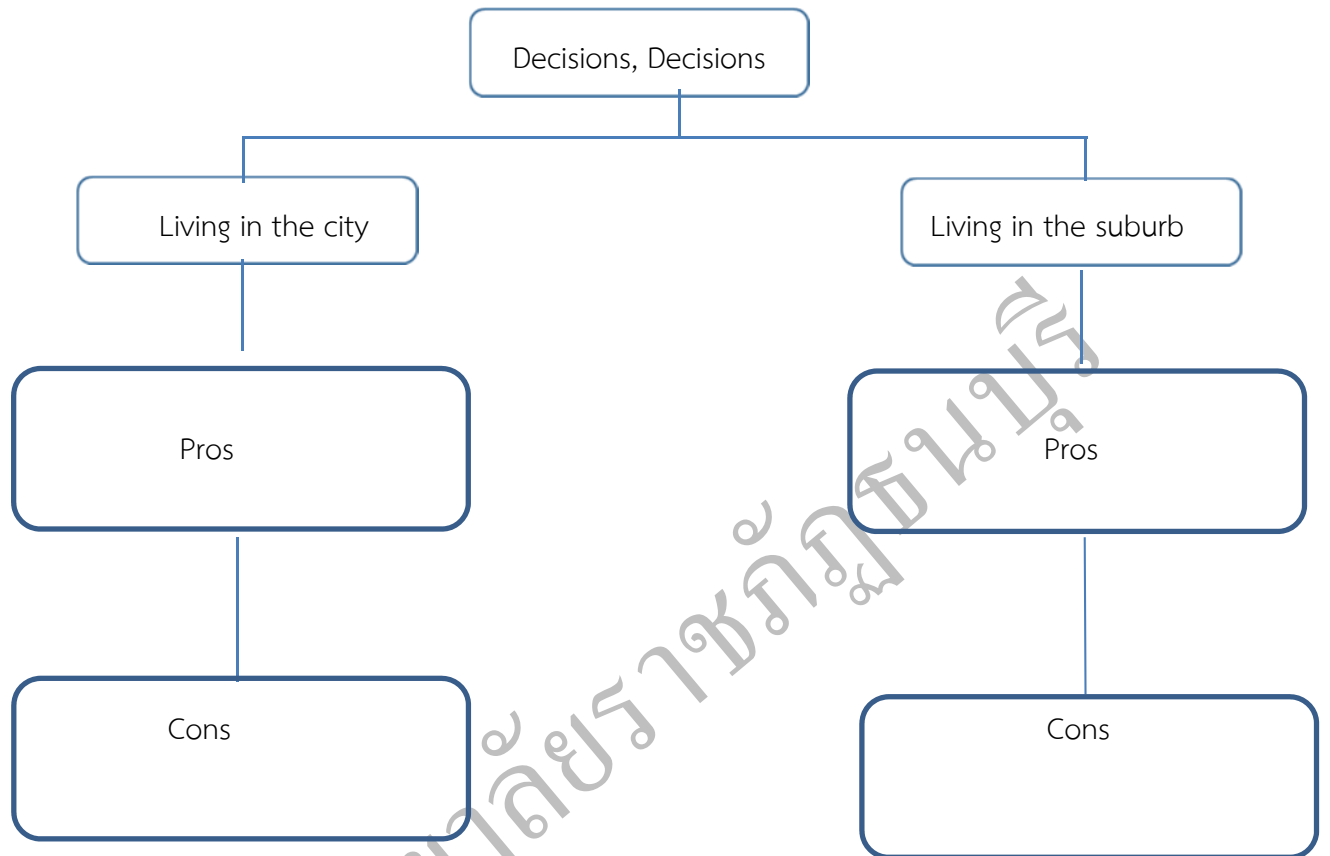 Decisions, Decisions
Living in the city
Living in the suburb
Pros
Pros
Cons
Cons
าลัยราชภัฏธนบุรี